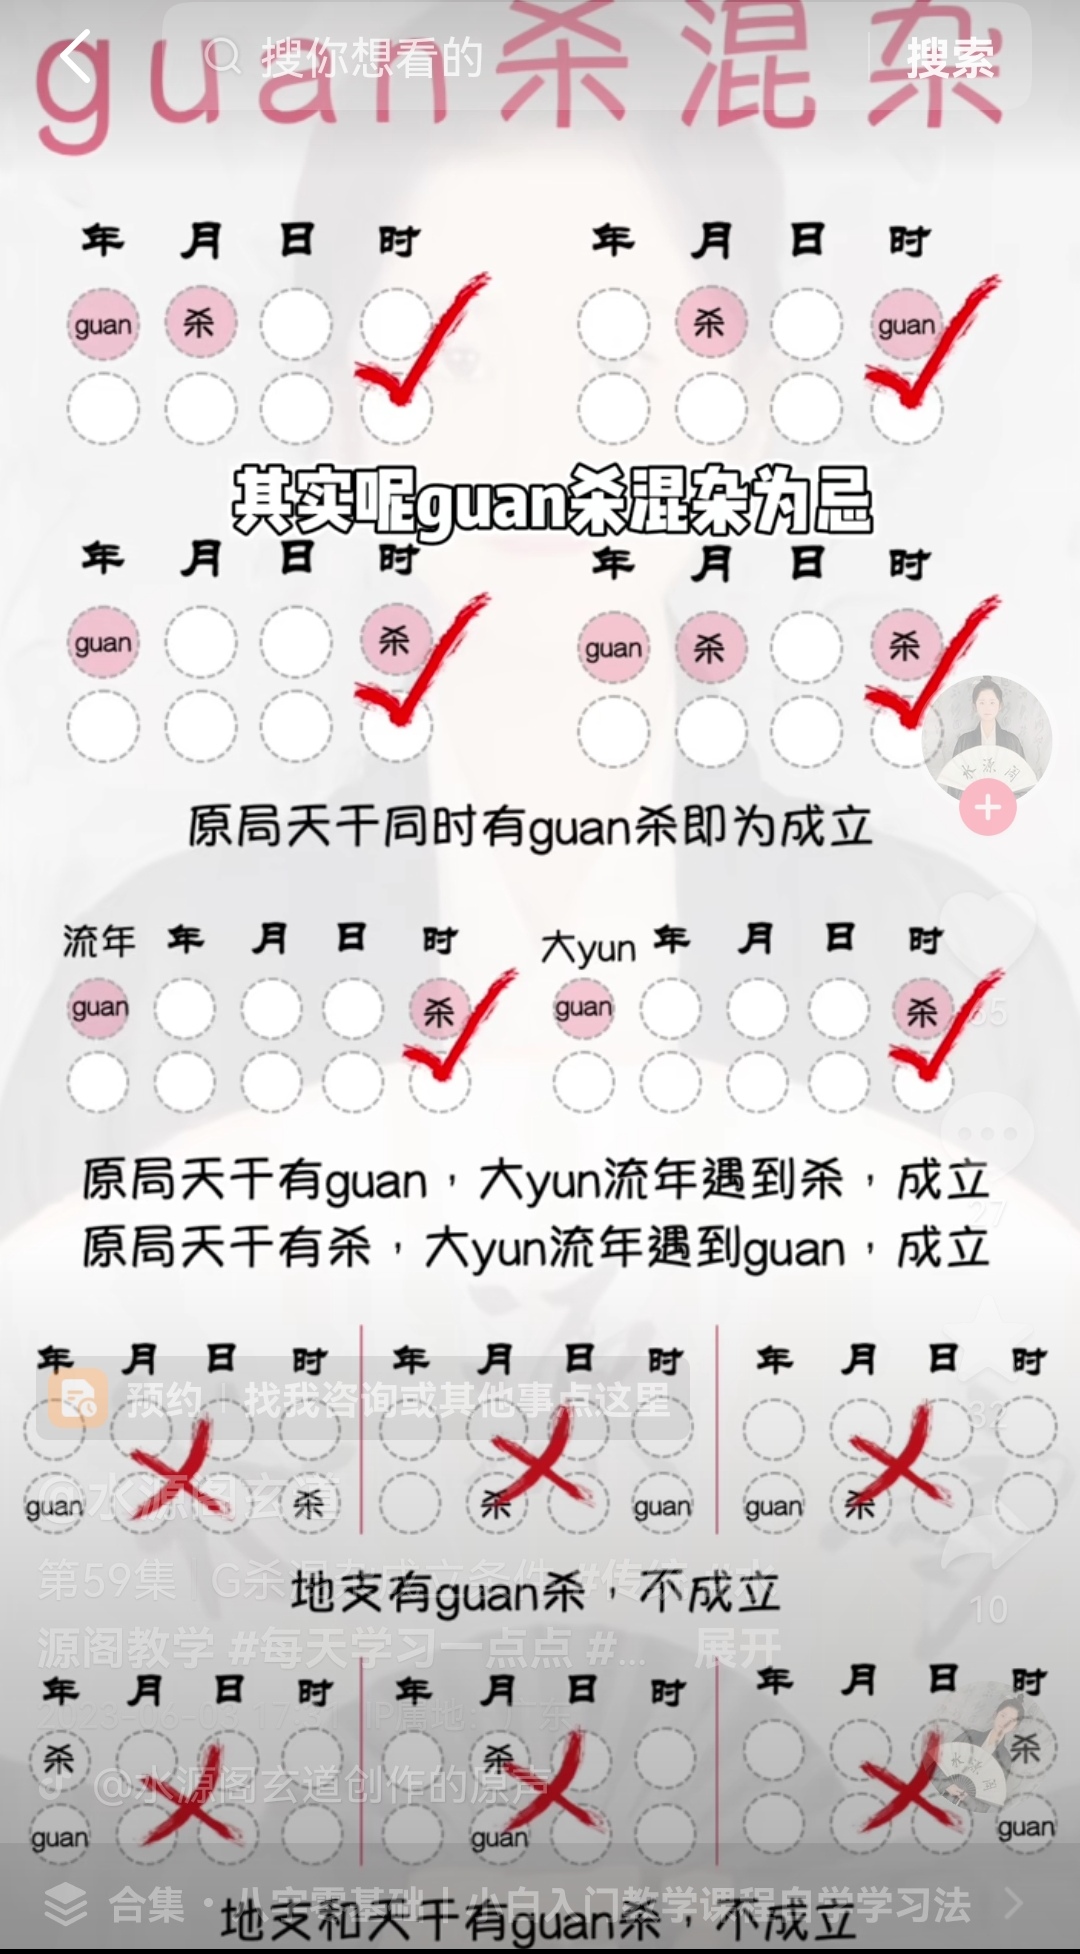 guan杀混杂
搜你想看的 搜索
年 月 日 时 年 月 日 时
guan 杀 杀 guan
其实呢guan杀混杂为忌
年 月 日 时 年 月 日 时
guan 杀 guan 杀 杀
原局天干同时有guan杀即为成立
流年 年 月 日 时 大yun 年 月 日 时
guan 杀 guan 杀
35
原局天干有guan，大yun流年遇到杀，成立
27
原局天干有杀，大yun流年遇到guan，成立
年 月 日 时 年 月 日 时 年 月 日 时
预约 | 找我咨询或其他事点这里
32
guan 杀 杀 guan guan 杀
@水源阁玄道
第59集 | G杀混杂成立条件 #传统 #水
地支有guan杀，不成立
10
源阁教学 #每天学习一点点 #... 展开
年 月 日 时 年 月 日 时 年 月 日 时
杀 杀 杀
@水源阁玄道创作的原声
guan guan guan
合集·八字零基础小白入门教学课程自学学习法
地支和天干有guan杀，不成立